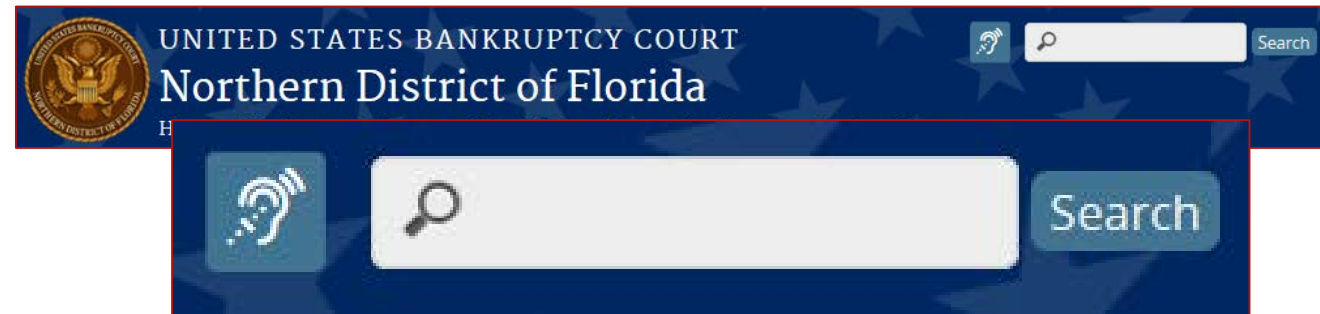 UNITED STATES BANKRUPTCY COURT
Search
Northern District of Florida
H
Search